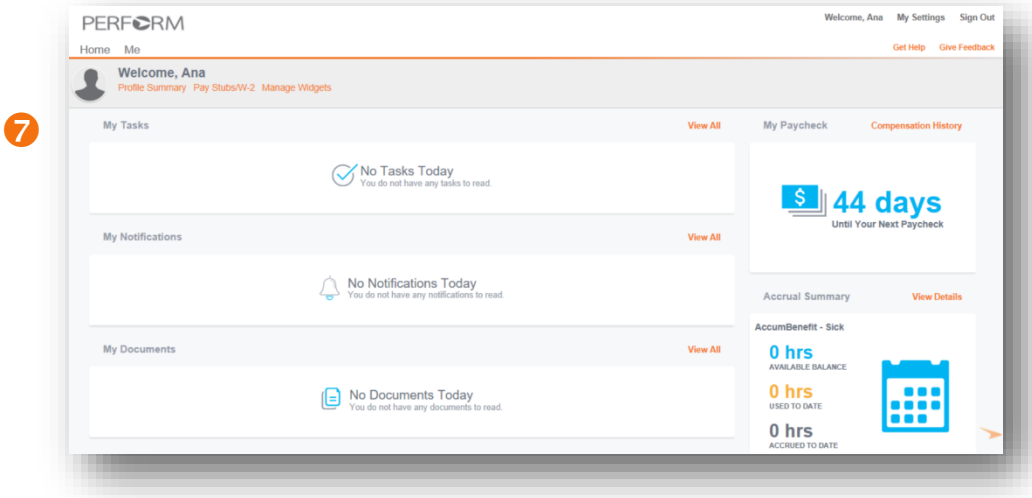 PERFORM
Welcome, Ana My Settings Sign Out
Home Me
Get Help Give Feedback
Welcome, Ana
Profile Summary Pay Stubs/W-2 Manage Widgets
7
My Tasks View All
No Tasks Today
You do not have any tasks to read.
My Notifications View All
No Notifications Today
You do not have any notifications to read.
My Documents View All
No Documents Today
You do not have any documents to read.
My Paycheck Compensation History
$
44 days
Until Your Next Paycheck
Accrual Summary View Details
AccumBenefit - Sick
0 hrs
AVAILABLE BALANCE
0 hrs
USED TO DATE
0 hrs
ACCRUED TO DATE